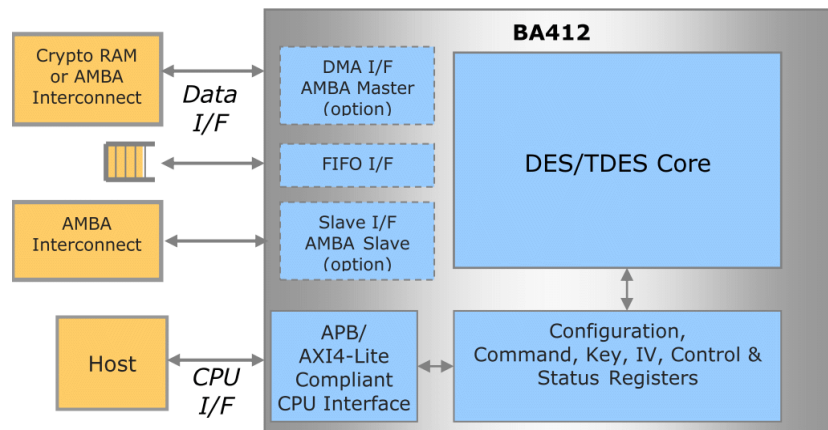 BA412
Crypto RAM
or AMBA
Interconnect
Data
I/F
DMA I/F
AMBA Master
(option)
DES/TDES Core
FIFO I/F
AMBA
Interconnect
Slave I/F
AMBA Slave
(option)
Host
CPU
I/F
APB/
AXI4-Lite
Compliant
CPU Interface
Configuration,
Command, Key, IV, Control &
Status Registers